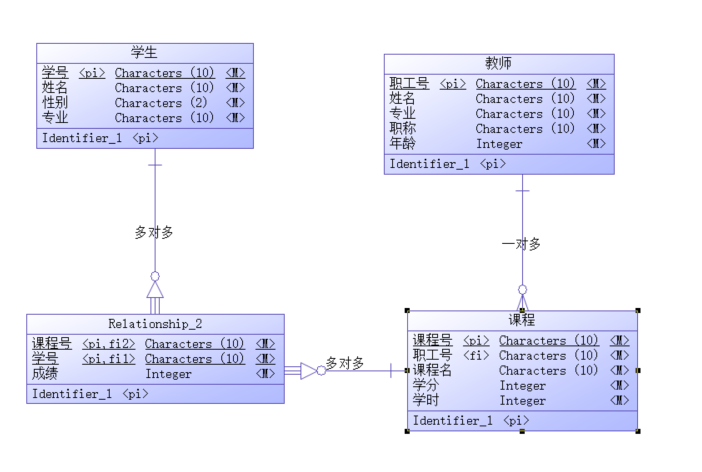 学生
学号 <pi> Characters (10) <M>
姓名 Characters (10) <M>
性别 Characters (2) <M>
专业 Characters (10) <M>
Identifier_1 <pi>
教师
职工号 <pi> Characters (10) <M>
姓名 Characters (10) <M>
专业 Characters (10) <M>
职称 Characters (10) <M>
年龄 Integer <M>
Identifier_1 <pi>
多对多
一对多
Relationship_2
课程号 <pi,fi2> Characters (10) <M>
学号 <pi,fi1> Characters (10) <M>
成绩 Integer <M>
Identifier_1 <pi>
多对多
课程
课程号 <pi> Characters (10) <M>
职工号 <fi> Characters (10) <M>
课程名 Characters (10) <M>
学分 Integer <M>
学时 Integer <M>
Identifier_1 <pi>